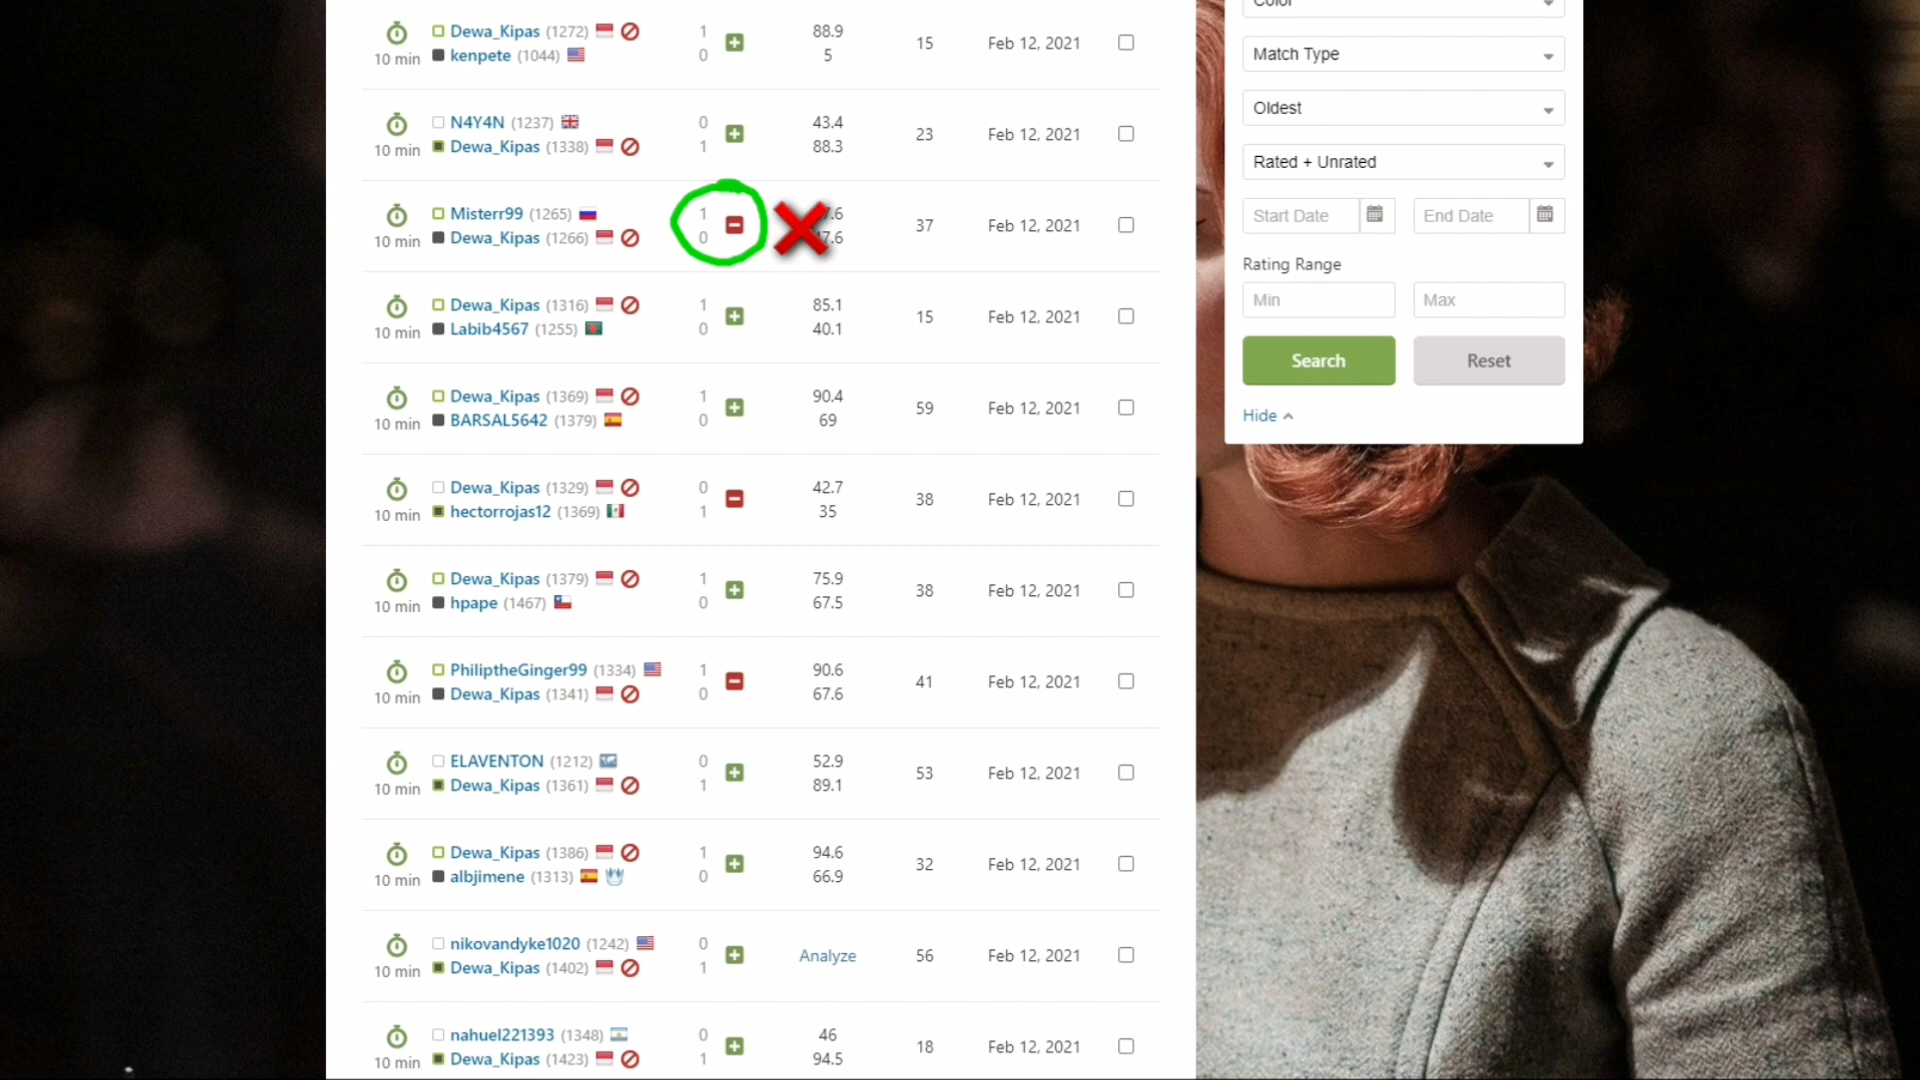 Dewa_Kipas (1272) 1 88.9
10 min kenpete (1044) 0 5 15 Feb 12, 2021
N4Y4N (1237) 0 43.4
10 min Dewa_Kipas (1338) 1 88.3 23 Feb 12, 2021
Misterr99 (1265) 1 7.6
10 min Dewa_Kipas (1266) 0 47.6 37 Feb 12, 2021
Dewa_Kipas (1316) 1 85.1
10 min Labib4567 (1255) 0 40.1 15 Feb 12, 2021
Dewa_Kipas (1369) 1 90.4
10 min BARSAL5642 (1379) 0 69 59 Feb 12, 2021
Dewa_Kipas (1329) 0 42.7
10 min hectorrojas12 (1369) 1 35 38 Feb 12, 2021
Dewa_Kipas (1379) 1 75.9
10 min hpape (1467) 0 67.5 38 Feb 12, 2021
PhiliptheGinger99 (1334) 1 90.6
10 min Dewa_Kipas (1341) 0 67.6 41 Feb 12, 2021
ELAVENTON (1212) 0 52.9
10 min Dewa_Kipas (1361) 1 89.1 53 Feb 12, 2021
Dewa_Kipas (1386) 1 94.6
10 min albjimene (1313) 0 66.9 32 Feb 12, 2021
nikovandyke1020 (1242) 0 Analyze
10 min Dewa_Kipas (1402) 1 56 Feb 12, 2021
nahuel221393 (1348) 0 46
10 min Dewa_Kipas (1423) 1 94.5 18 Feb 12, 2021
Color
Match Type
Oldest
Rated + Unrated
Start Date End Date
Rating Range
Min Max
Search Reset
Hide